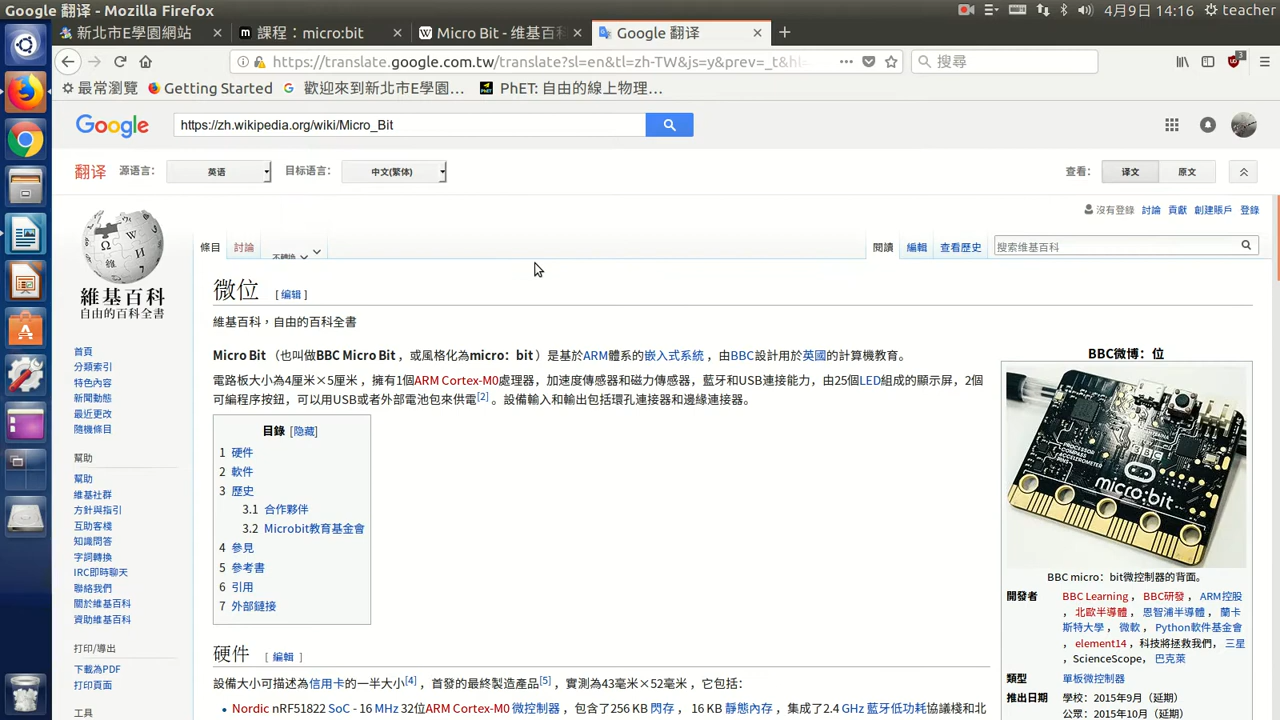 Google 翻译 - Mozilla Firefox
4月9日 14:16 teacher
新北市E學園網站
課程：micro:bit
Micro Bit - 维基百科
Google 翻译
https://translate.google.com.tw/translate?sl=en&tl=zh-TW&js=y&prev=_t&hl=
搜尋
最常瀏覽
Getting Started
歡迎來到新北市E學園…
PhET: 自由的線上物理…
Google
https://zh.wikipedia.org/wiki/Micro_Bit
翻译
源语言：
英语
目标语言：
中文(繁体)
查看：
译文
原文
沒有登錄 討論 貢獻 創建賬戶 登錄
條目
討論
不轉換
閱讀
編輯
查看歷史
搜索维基百科
維基百科
自由的百科全書
首頁
分類索引
特色內容
新聞動態
最近更改
隨機條目
幫助
幫助
維基社群
方針與指引
互助客棧
知識問答
字詞轉換
IRC即時聊天
聯絡我們
關於維基百科
資助維基百科
打印/導出
下載為PDF
打印頁面
工具
微位 [编辑]
維基百科，自由的百科全書
Micro Bit（也叫做BBC Micro Bit，或風格化為micro：bit）是基於ARM體系的嵌入式系統，由BBC設計用於英國的計算機教育。
電路板大小為4厘米×5厘米，擁有1個ARM Cortex-M0處理器，加速度傳感器和磁力傳感器，藍牙和USB連接能力，由25個LED組成的顯示屏，2個
可編程序按鈕，可以用USB或者外部電池包來供電[2]。設備輸入和輸出包括環孔連接器和邊緣連接器。
目錄 [隐藏]
1 硬件
2 軟件
3 歷史
3.1 合作夥伴
3.2 Microbit教育基金會
4 參見
5 參考書
6 引用
7 外部鏈接
硬件 [ 編輯 ]
設備大小可描述為信用卡的一半大小[4]，首發的最終製造產品[5]，實測為43毫米×52毫米，它包括：
Nordic nRF51822 SoC - 16 MHz 32位ARM Cortex-M0 微控制器，包含了256 KB 閃存， 16 KB 靜態內存，集成了2.4 GHz 藍牙低功耗協議棧和北
BBC微博：位
micro:bit
BBC micro：bit微控制器的背面。
開發者
BBC Learning，BBC研發，ARM控股
，北歐半導體，恩智浦半導體，蘭卡
斯特大學，微軟，Python軟件基金會
，element14，科技將拯救我們，三星
，ScienceScope，巴克萊
類型
單板微控制器
推出日期
學校：2015年9月（延期）
公眾：2015年10月（延期）